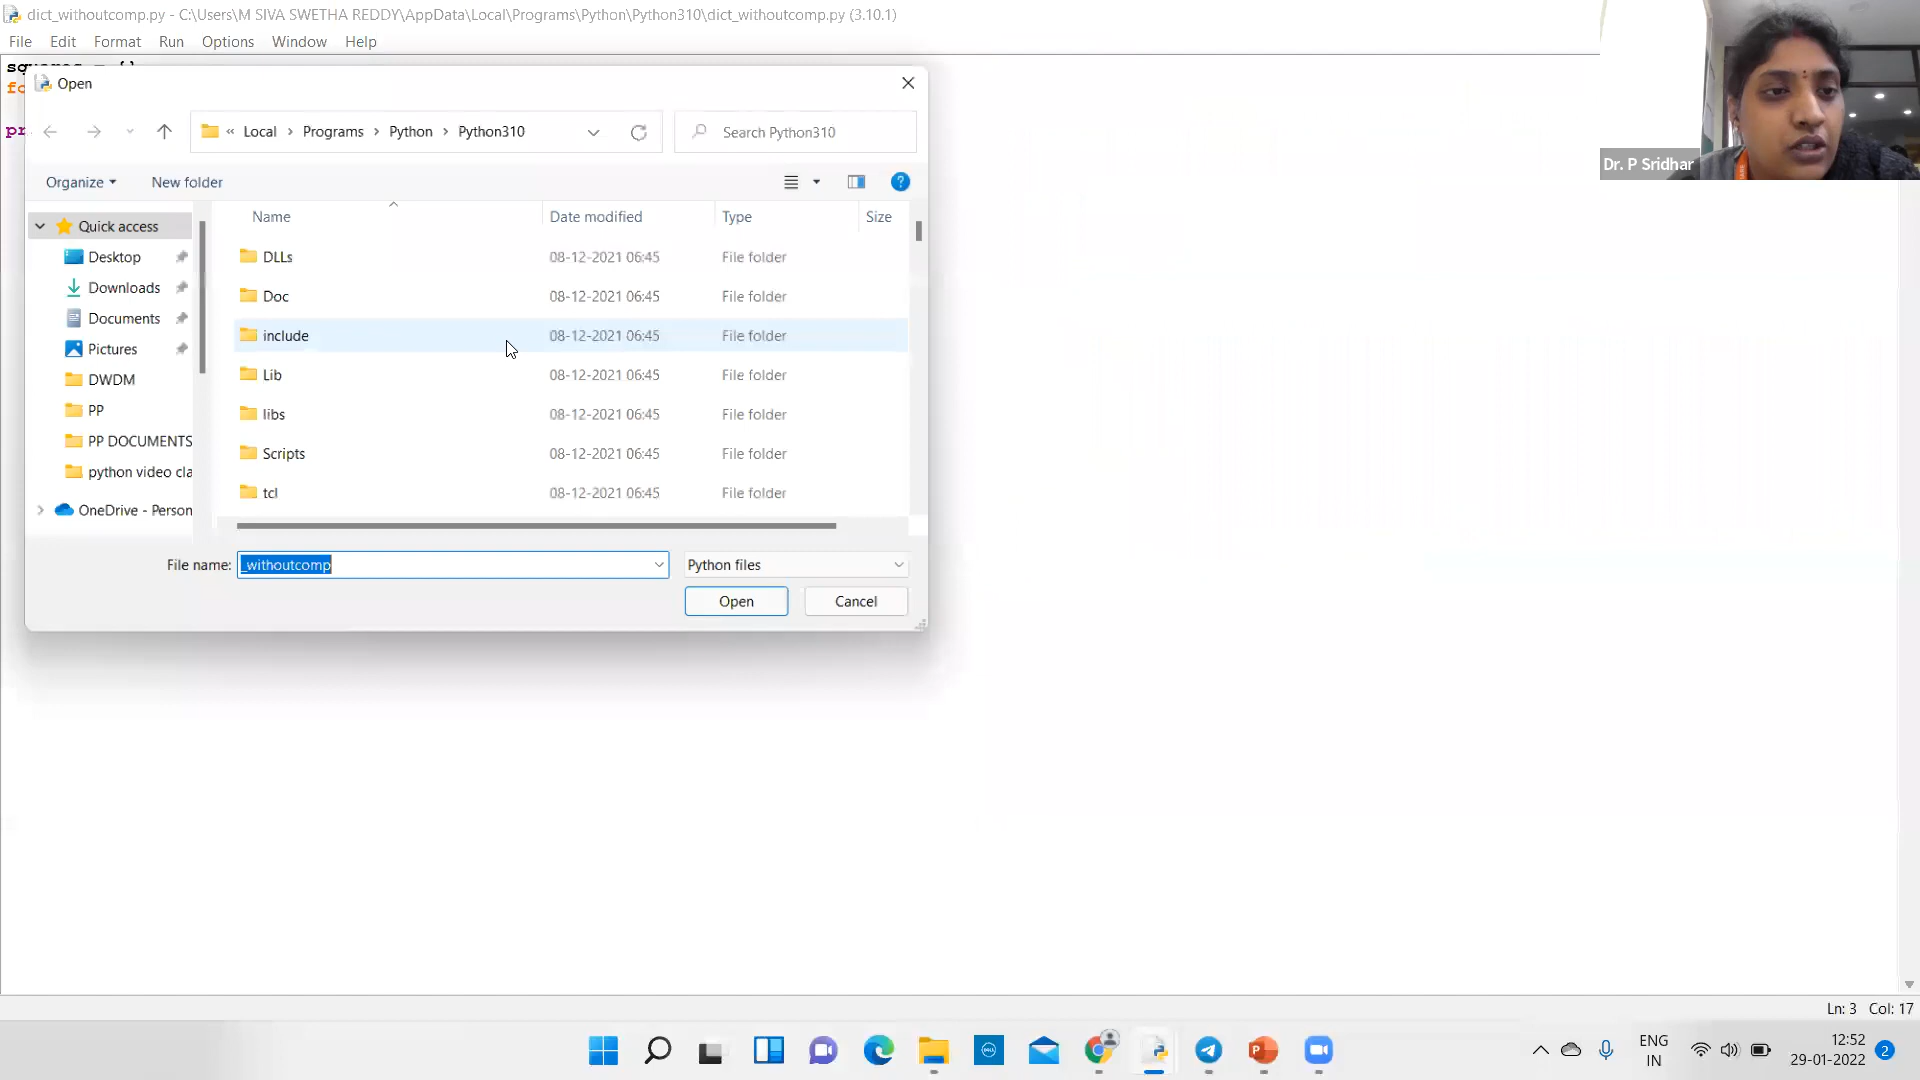 dict_withoutcomp.py - C:\Users\M SIVA SWETHA REDDY\AppData\Local\Programs\Python\Python310\dict_withoutcomp.py (3.10.1)
File Edit Format Run Options Window Help
Open
Dr. P Sridhar
pr
« Local > Programs > Python > Python310
Search Python310
Organize
New folder
Name Date modified Type Size
Quick access
Desktop
Downloads
Documents
Pictures
DWDM
PP
PP DOCUMENTS
python video cla
OneDrive - Person
DLLs 08-12-2021 06:45 File folder
Doc 08-12-2021 06:45 File folder
include 08-12-2021 06:45 File folder
Lib 08-12-2021 06:45 File folder
libs 08-12-2021 06:45 File folder
Scripts 08-12-2021 06:45 File folder
tcl 08-12-2021 06:45 File folder
File name: _withoutcomp
Python files
Open
Cancel
Ln: 3 Col: 17
ENG
IN
12:52
29-01-2022
2